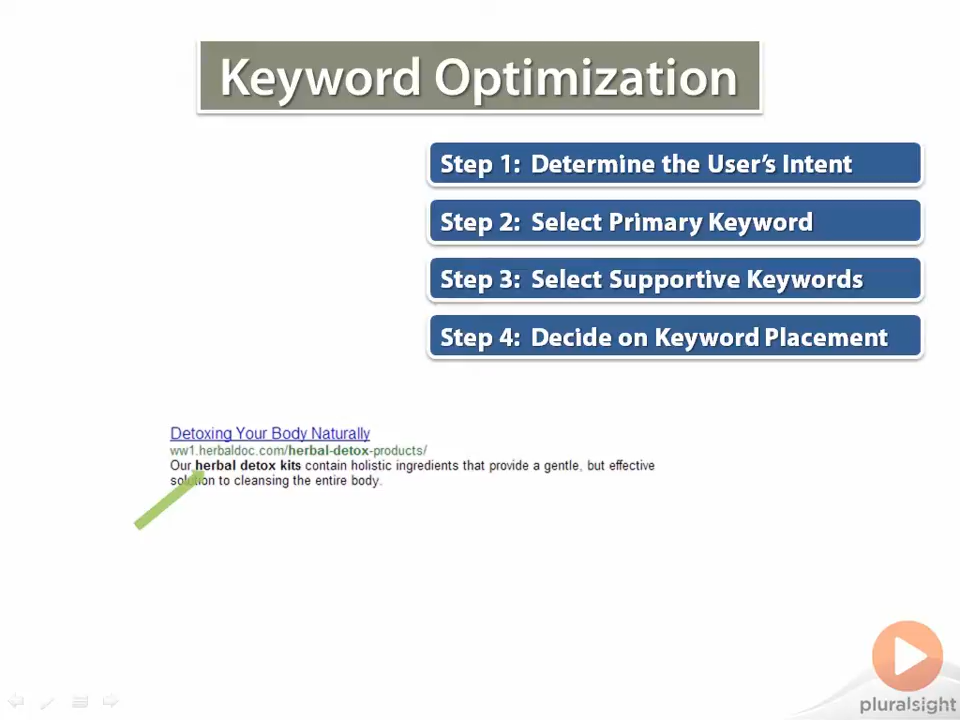 Keyword Optimization
Step 1: Determine the User's Intent
Step 2: Select Primary Keyword
Step 3: Select Supportive Keywords
Step 4: Decide on Keyword Placement
Detoxing Your Body Naturally
ww1.herbaldoc.com/herbal-detox-products/
Our herbal detox kits contain holistic ingredients that provide a gentle, but effective
solution to cleansing the entire body.
pluralsight